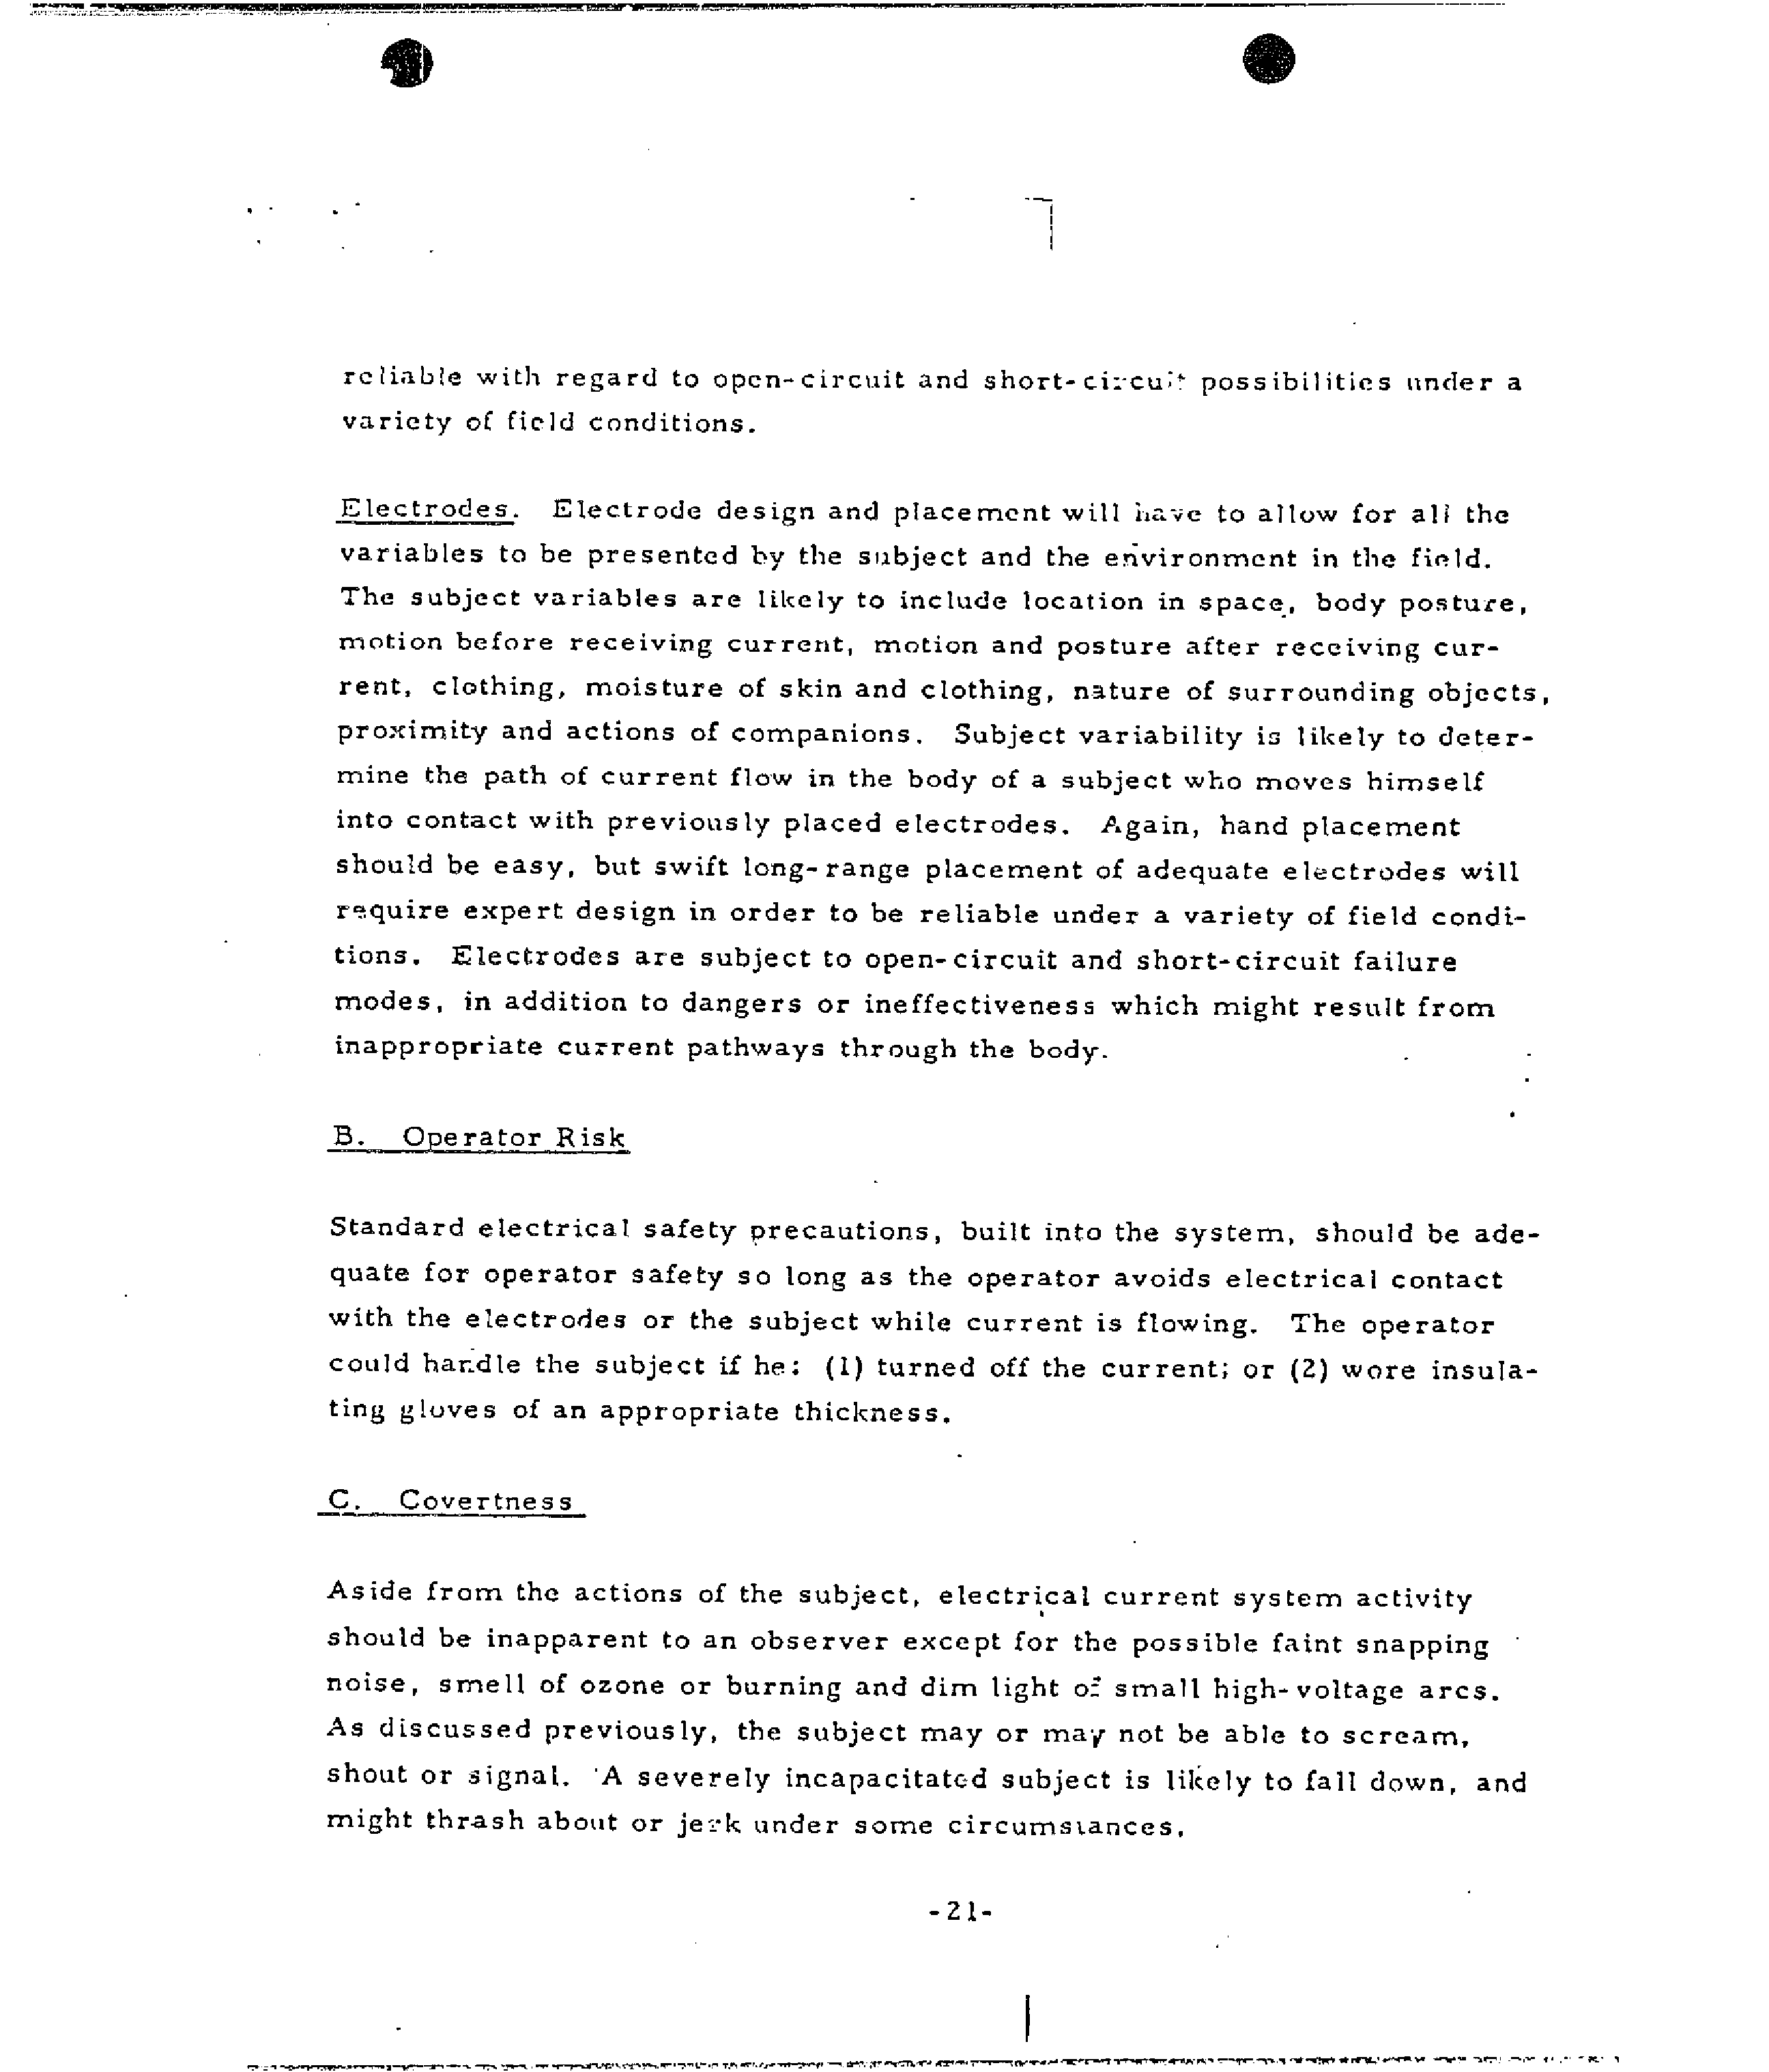 reliable with regard to open-circuit and short-circuit possibilities under a
variety of field conditions.
Electrodes. Electrode design and placement will have to allow for all the
variables to be presented by the subject and the environment in the field.
The subject variables are likely to include location in space, body posture,
motion before receiving current, motion and posture after receiving cur-
rent, clothing, moisture of skin and clothing, nature of surrounding objects,
proximity and actions of companions. Subject variability is likely to deter-
mine the path of current flow in the body of a subject who moves himself
into contact with previously placed electrodes. Again, hand placement
should be easy, but swift long-range placement of adequate electrodes will
require expert design in order to be reliable under a variety of field condi-
tions. Electrodes are subject to open-circuit and short-circuit failure
modes, in addition to dangers or ineffectiveness which might result from
inappropriate current pathways through the body.
B. Operator Risk
Standard electrical safety precautions, built into the system, should be ade-
quate for operator safety so long as the operator avoids electrical contact
with the electrodes or the subject while current is flowing. The operator
could handle the subject if he: (1) turned off the current; or (2) wore insula-
ting gloves of an appropriate thickness.
C. Covertness
Aside from the actions of the subject, electrical current system activity
should be inapparent to an observer except for the possible faint snapping
noise, smell of ozone or burning and dim light of small high-voltage arcs.
As discussed previously, the subject may or may not be able to scream,
shout or signal. A severely incapacitated subject is likely to fall down, and
might thrash about or jerk under some circumstances.
-21-